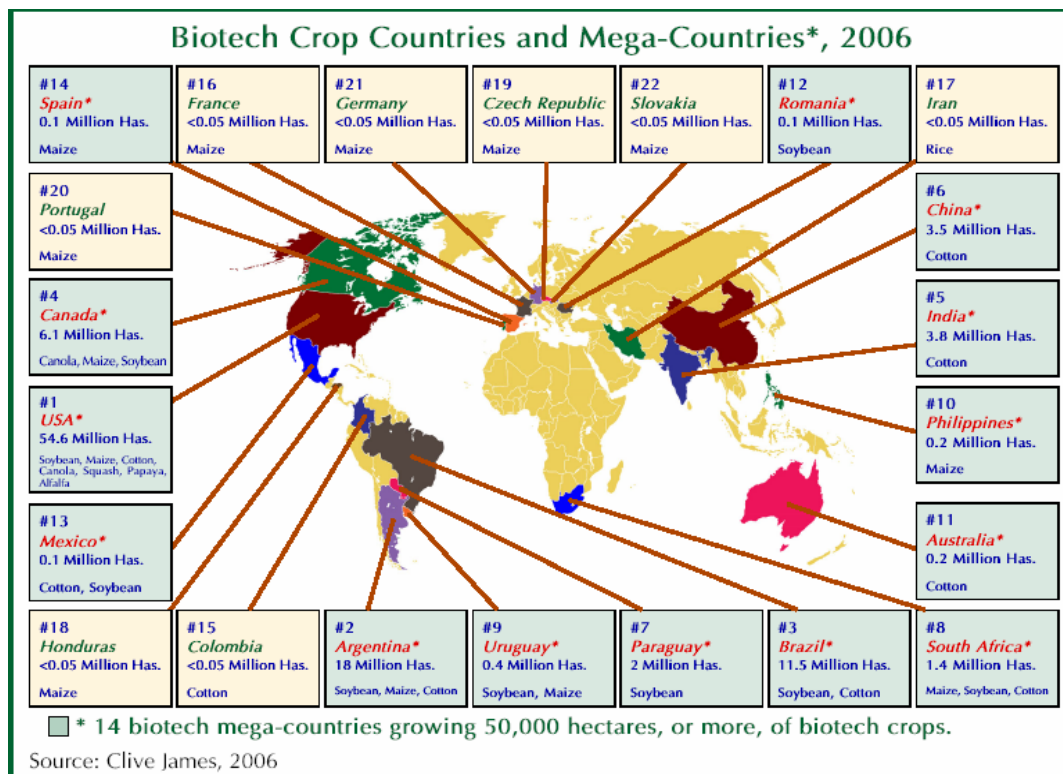 Biotech Crop Countries and Mega-Countries*, 2006
#14
Spain*
0.1 Million Has.
Maize
#16
France
<0.05 Million Has.
Maize
#21
Germany
<0.05 Million Has.
Maize
#19
Czech Republic
<0.05 Million Has.
Maize
#22
Slovakia
<0.05 Million Has.
Maize
#12
Romania*
0.1 Million Has.
Soybean
#17
Iran
<0.05 Million Has.
Rice
#20
Portugal
<0.05 Million Has.
Maize
#6
China*
3.5 Million Has.
Cotton
#4
Canada*
6.1 Million Has.
Canola, Maize, Soybean
#5
India*
3.8 Million Has.
Cotton
#1
USA*
54.6 Million Has.
Soybean, Maize, Cotton,
Canola, Squash, Papaya,
Alfalfa
#10
Philippines*
0.2 Million Has.
Maize
#13
Mexico*
0.1 Million Has.
Cotton, Soybean
#11
Australia*
0.2 Million Has.
Cotton
#18
Honduras
<0.05 Million Has.
Maize
#15
Colombia
<0.05 Million Has.
Cotton
#2
Argentina*
18 Million Has.
Soybean, Maize, Cotton
#9
Uruguay*
0.4 Million Has.
Soybean, Maize
#7
Paraguay*
2 Million Has.
Soybean
#3
Brazil*
11.5 Million Has.
Soybean, Cotton
#8
South Africa*
1.4 Million Has.
Maize, Soybean, Cotton
* 14 biotech mega-countries growing 50,000 hectares, or more, of biotech crops.
Source: Clive James, 2006